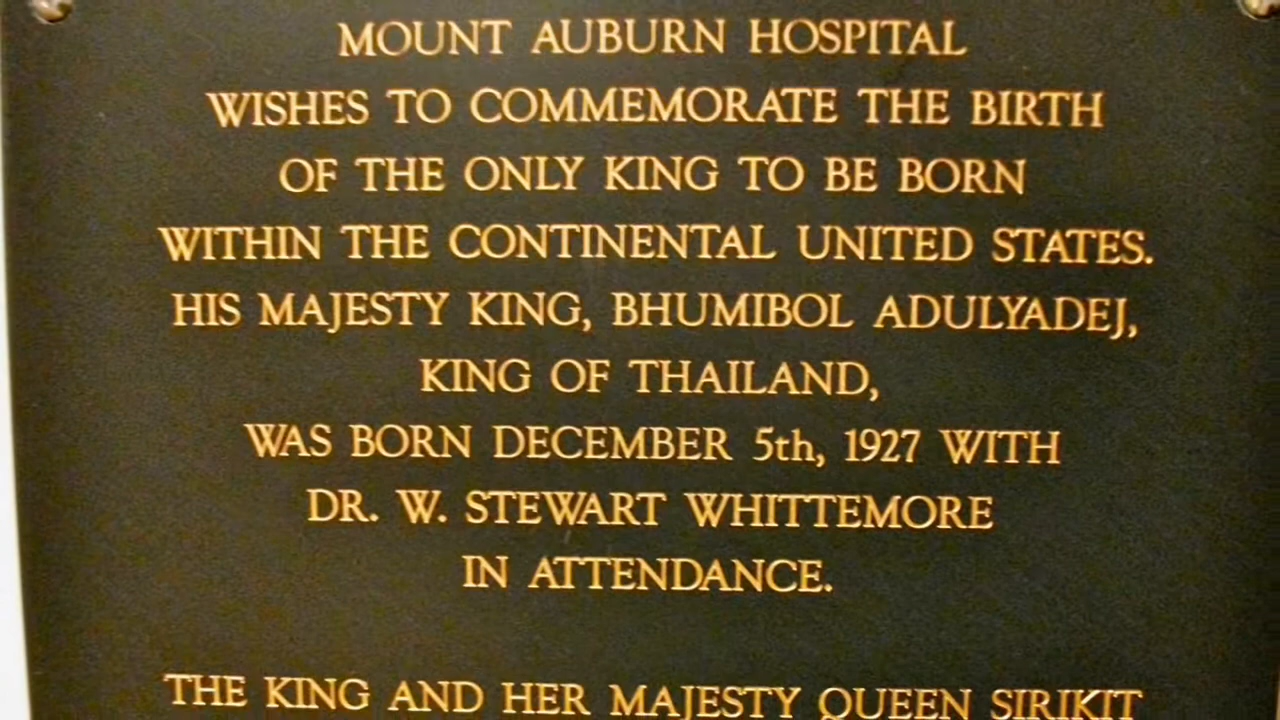 MOUNT AUBURN HOSPITAL
WISHES TO COMMEMORATE THE BIRTH
OF THE ONLY KING TO BE BORN
WITHIN THE CONTINENTAL UNITED STATES.
HIS MAJESTY KING, BHUMIBOL ADULYADEJ,
KING OF THAILAND,
WAS BORN DECEMBER 5th, 1927 WITH
DR. W. STEWART WHITTEMORE
IN ATTENDANCE.
THE KING AND HER MAJESTY QUEEN SIRIKIT